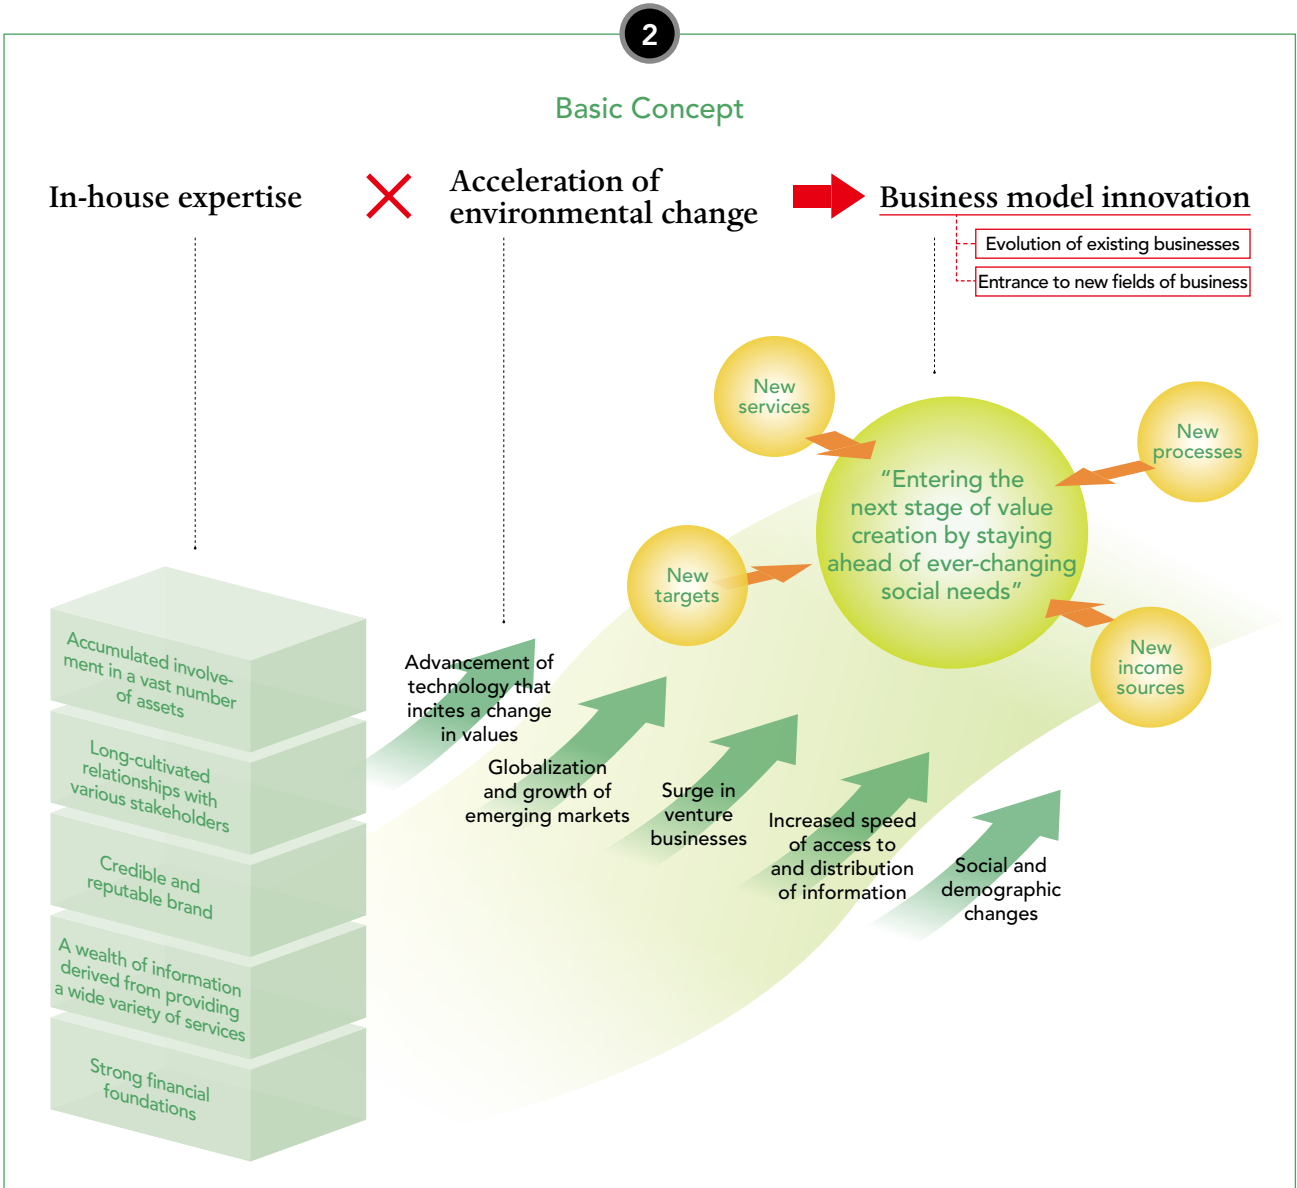 2
Basic Concept
In-house expertise
Acceleration of
environmental change
Business model innovation
Evolution of existing businesses
Entrance to new fields of business
New
services
New
processes
"Entering the
next stage of value
creation by staying
ahead of ever-changing
social needs"
New
targets
New
income
sources
Accumulated involve-
ment in a vast number
of assets
Long-cultivated
relationships with
various stakeholders
Credible and
reputable brand
A wealth of information
derived from providing
a wide variety of services
Strong financial
foundations
Advancement of
technology that
incites a change
in values
Globalization
and growth of
emerging markets
Surge in
venture
businesses
Increased speed
of access to
and distribution
of information
Social and
demographic
changes